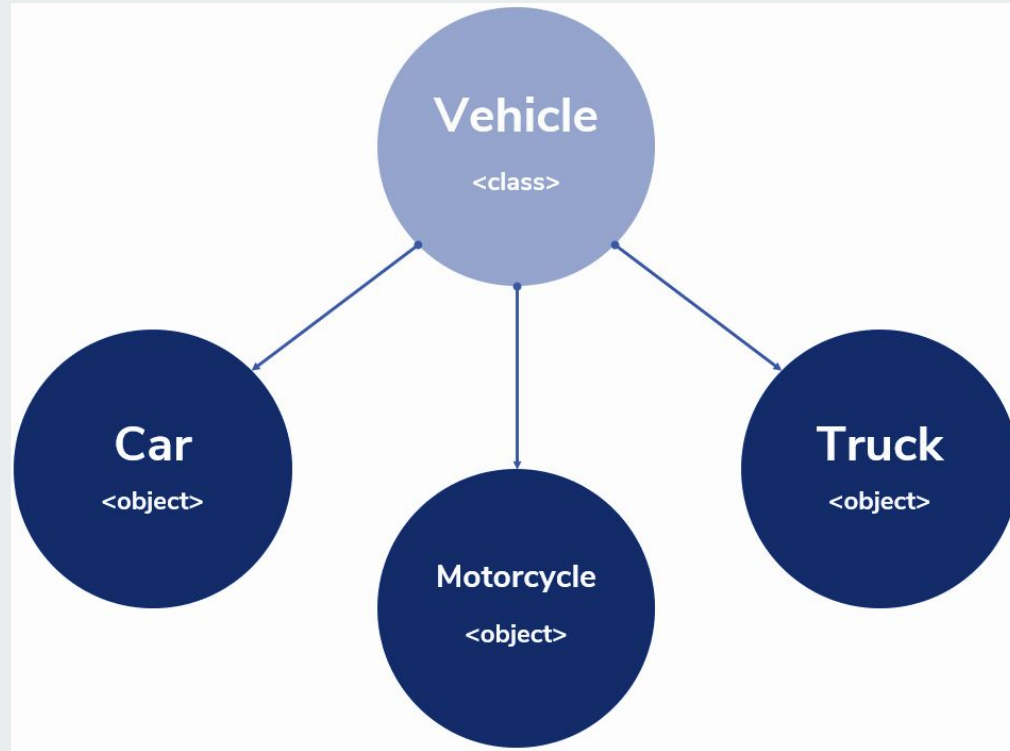 Vehicle
<class>
Car
<object>
Truck
<object>
Motorcycle
<object>